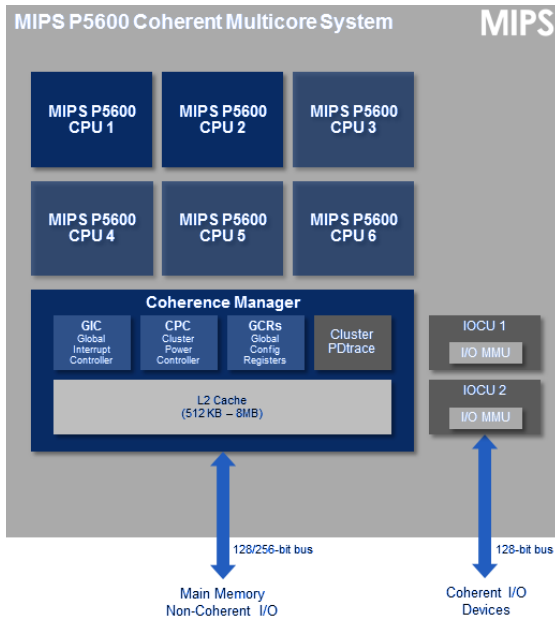 MIPS P5600 Coherent Multicore System
MIPS
MIPS P5600
CPU 1
MIPS P5600
CPU 2
MIPS P5600
CPU 3
MIPS P5600
CPU 4
MIPS P5600
CPU 5
MIPS P5600
CPU 6
Coherence Manager
GIC
Global
Interrupt
Controller
CPC
Cluster
Power
Controller
GCRs
Global
Config
Registers
Cluster
PDtrace
L2 Cache
(512 KB – 8MB)
IOCU 1
I/O MMU
IOCU 2
I/O MMU
128/256-bit bus
128-bit bus
Main Memory
Non-Coherent I/O
Coherent I/O
Devices